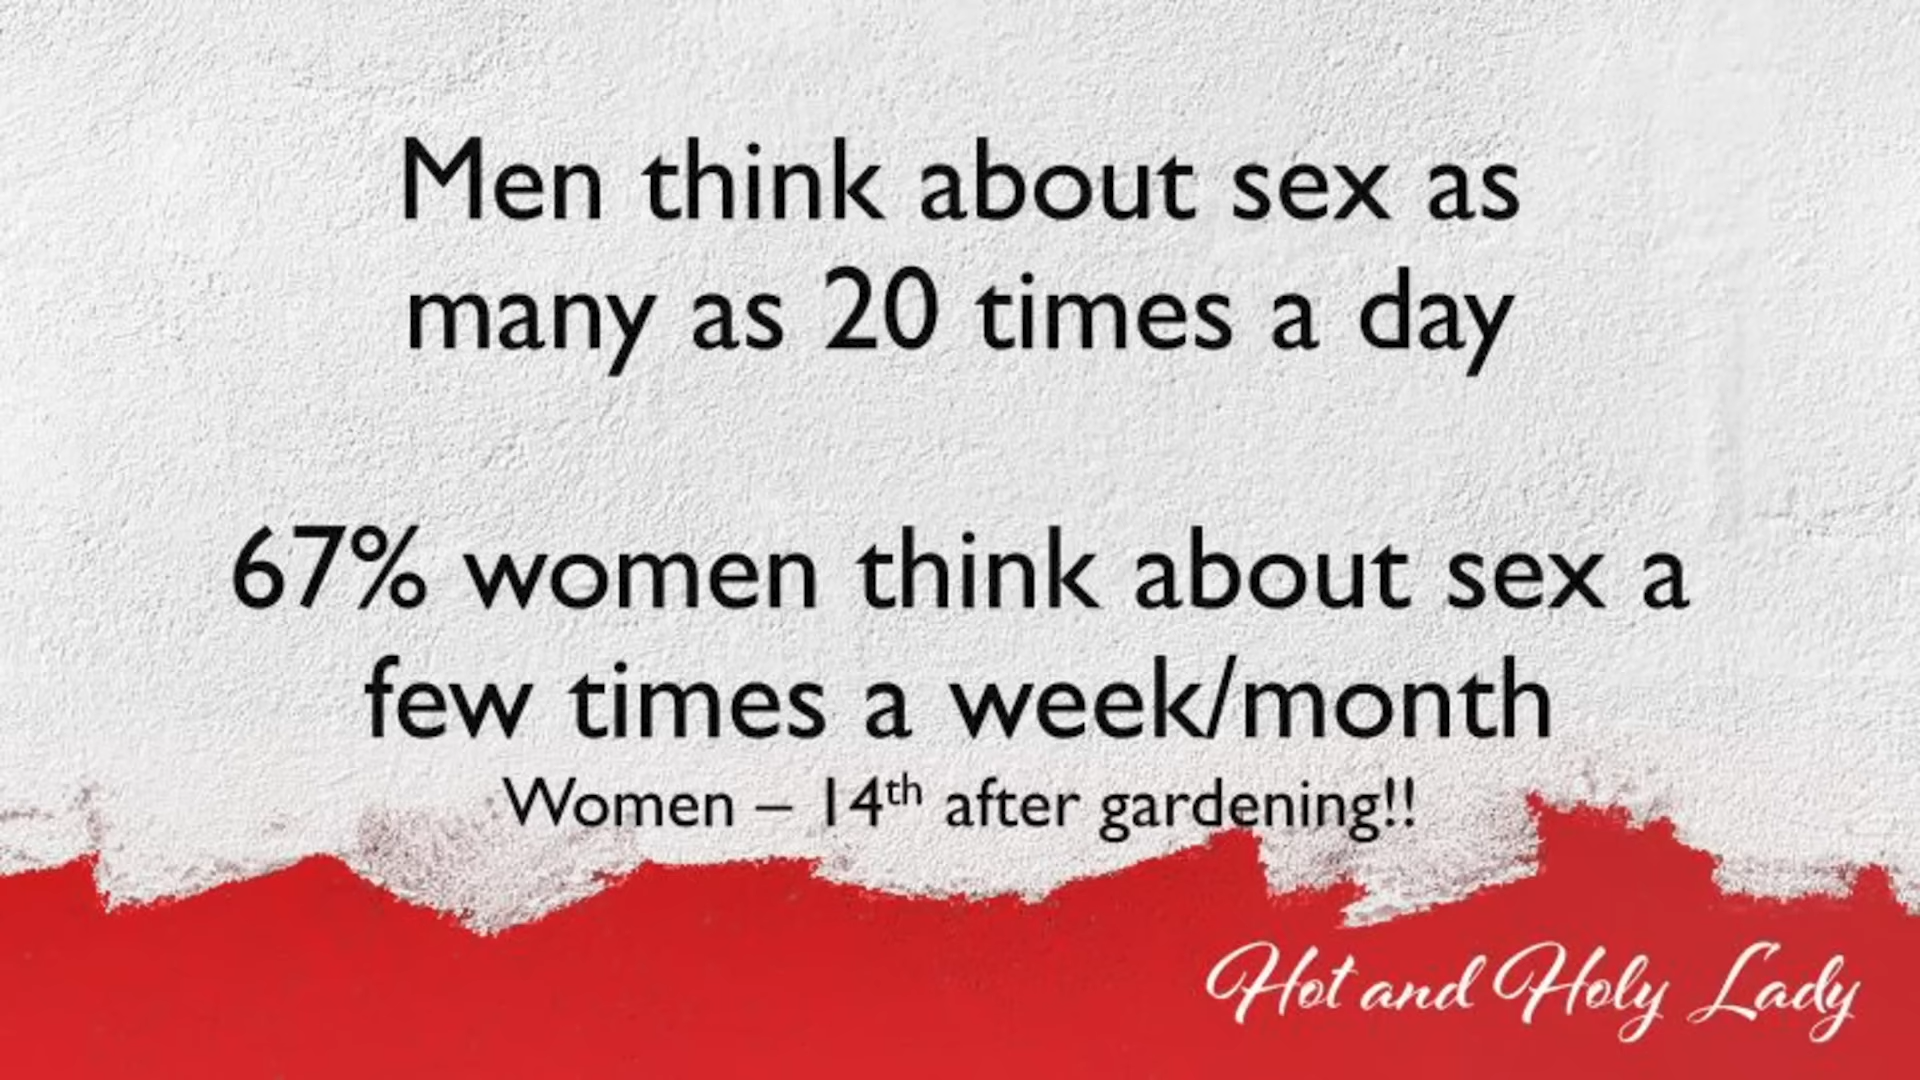 Men think about sex as
many as 20 times a day
67% women think about sex a
few times a week/month
Women – 14th after gardening!!
Hot and Holy Lady